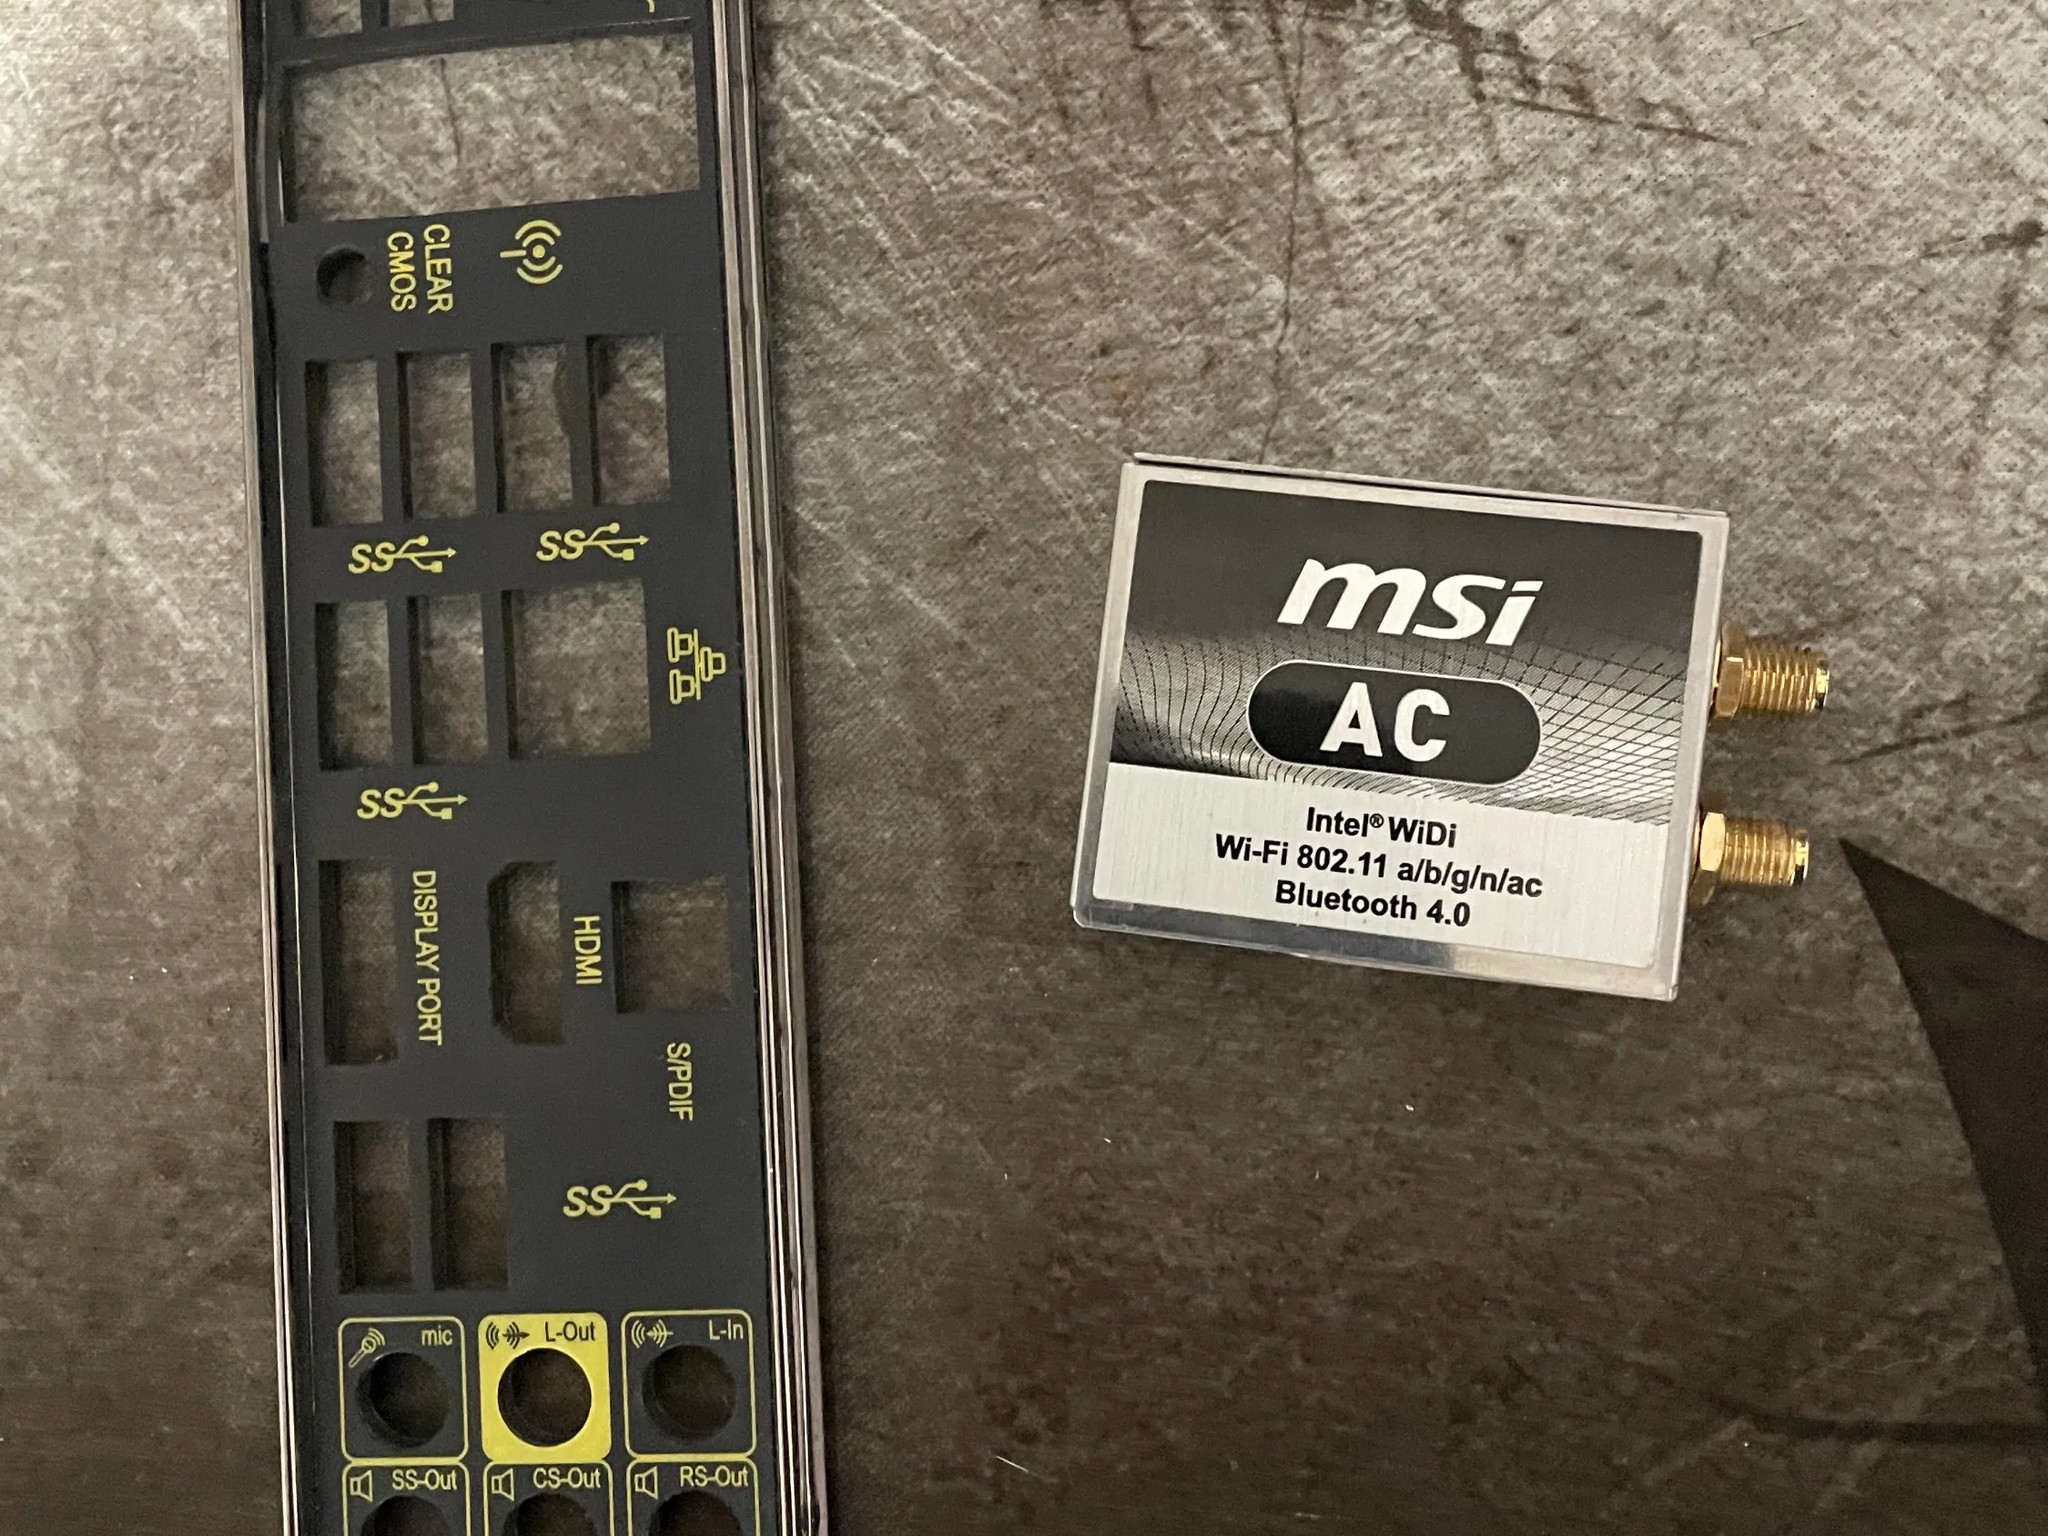 CLEAR
CMOS
SS
SS
SS
DISPLAY PORT
HDMI
S/PDIF
SS
mic
L-Out
L-In
SS-Out
CS-Out
RS-Out
msi
AC
Intel® WiDi
Wi-Fi 802.11 a/b/g/n/ac
Bluetooth 4.0